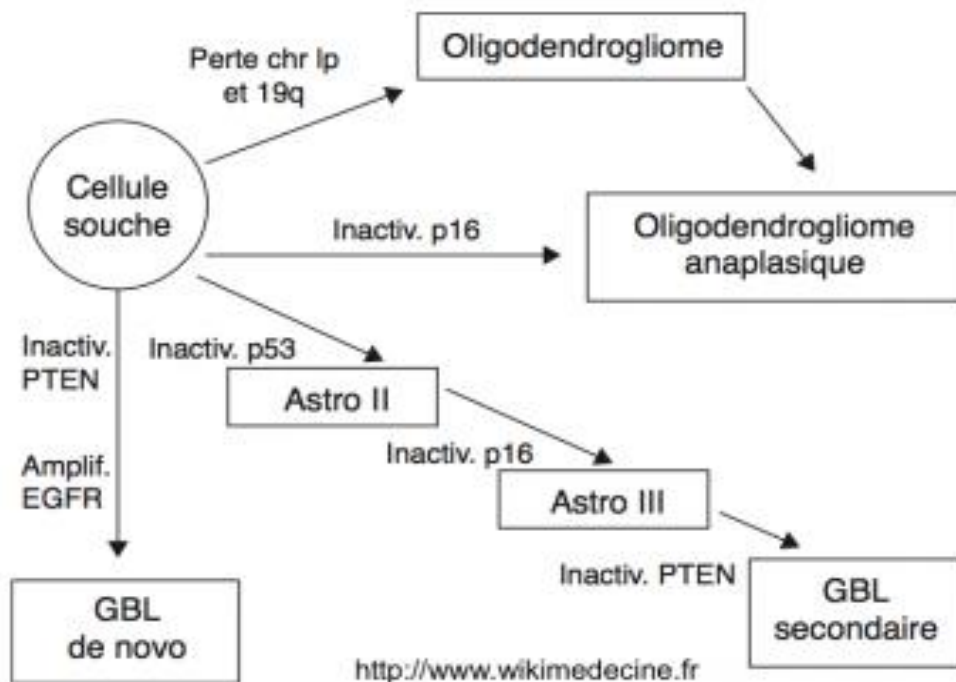 Oligodendrogliome
Perte chr Ip
et 19q
Cellule
souche
Inactiv. p16
Oligodendrogliome
anaplasique
Inactiv.
PTEN
Inactiv. p53
Astro II
Inactiv. p16
Amplif.
EGFR
Astro III
Inactiv. PTEN
GBL
de novo
GBL
secondaire
http://www.wikimedecine.fr